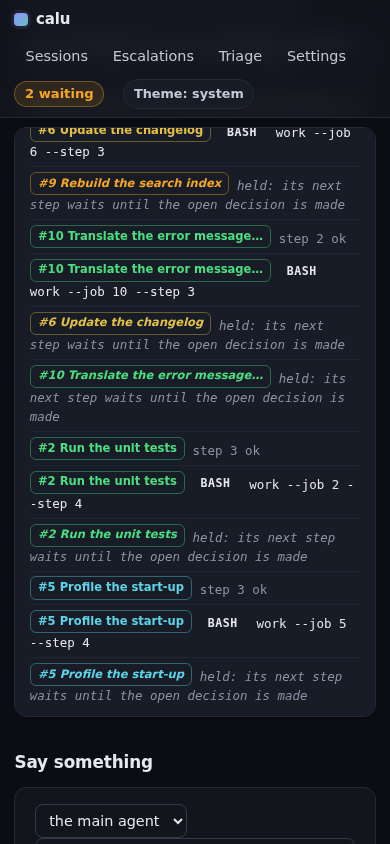 calu
Sessions Escalations Triage Settings
2 waiting Theme: system
#6 Update the changelog BASH work --job
6 --step 3
#9 Rebuild the search index held: its next
step waits until the open decision is made
#10 Translate the error message… step 2 ok
#10 Translate the error message… BASH
work --job 10 --step 3
#6 Update the changelog held: its next
step waits until the open decision is made
#10 Translate the error message… held: its
next step waits until the open decision is
made
#2 Run the unit tests step 3 ok
#2 Run the unit tests BASH work --job 2 -
-step 4
#2 Run the unit tests held: its next step
waits until the open decision is made
#5 Profile the start-up step 3 ok
#5 Profile the start-up BASH work --job 5
--step 4
#5 Profile the start-up held: its next step
waits until the open decision is made
Say something
the main agent